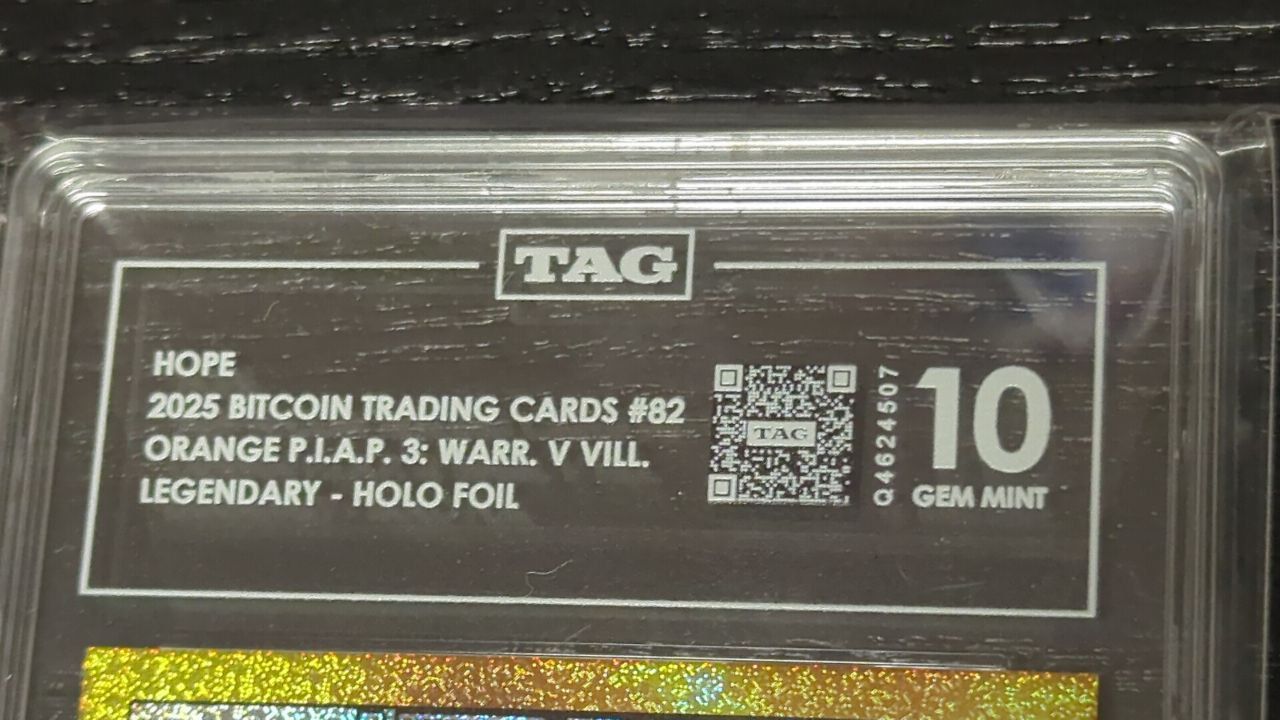 TAG
HOPE
2025 BITCOIN TRADING CARDS #82
ORANGE P.I.A.P. 3: WARR. V VILL.
LEGENDARY - HOLO FOIL
TAG
Q4624507
10
GEM MINT